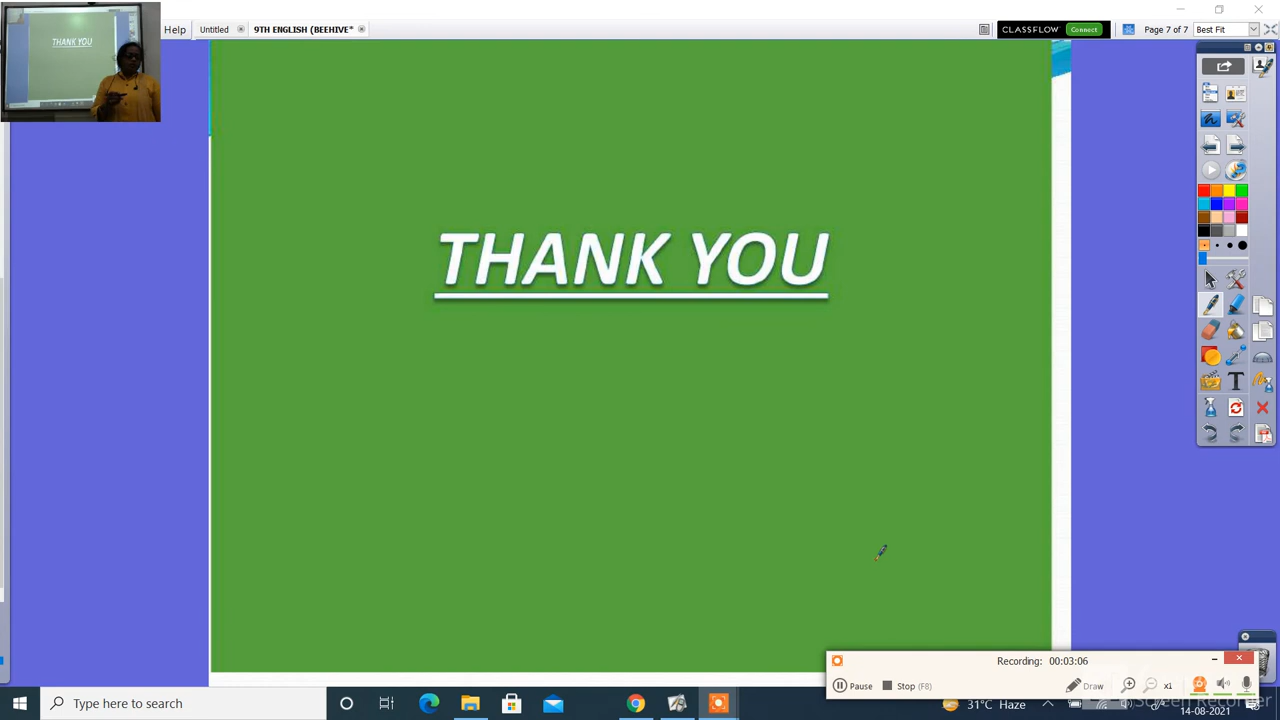 THANK YOU
Help
Untitled
9TH ENGLISH (BEEHIVE*
CLASSFLOW
Connect
Page 7 of 7
Best Fit
THANK YOU
Recording: 00:03:06
Pause
Stop (F8)
Draw
x1
Type here to search
31°C Haze
14-08-2021